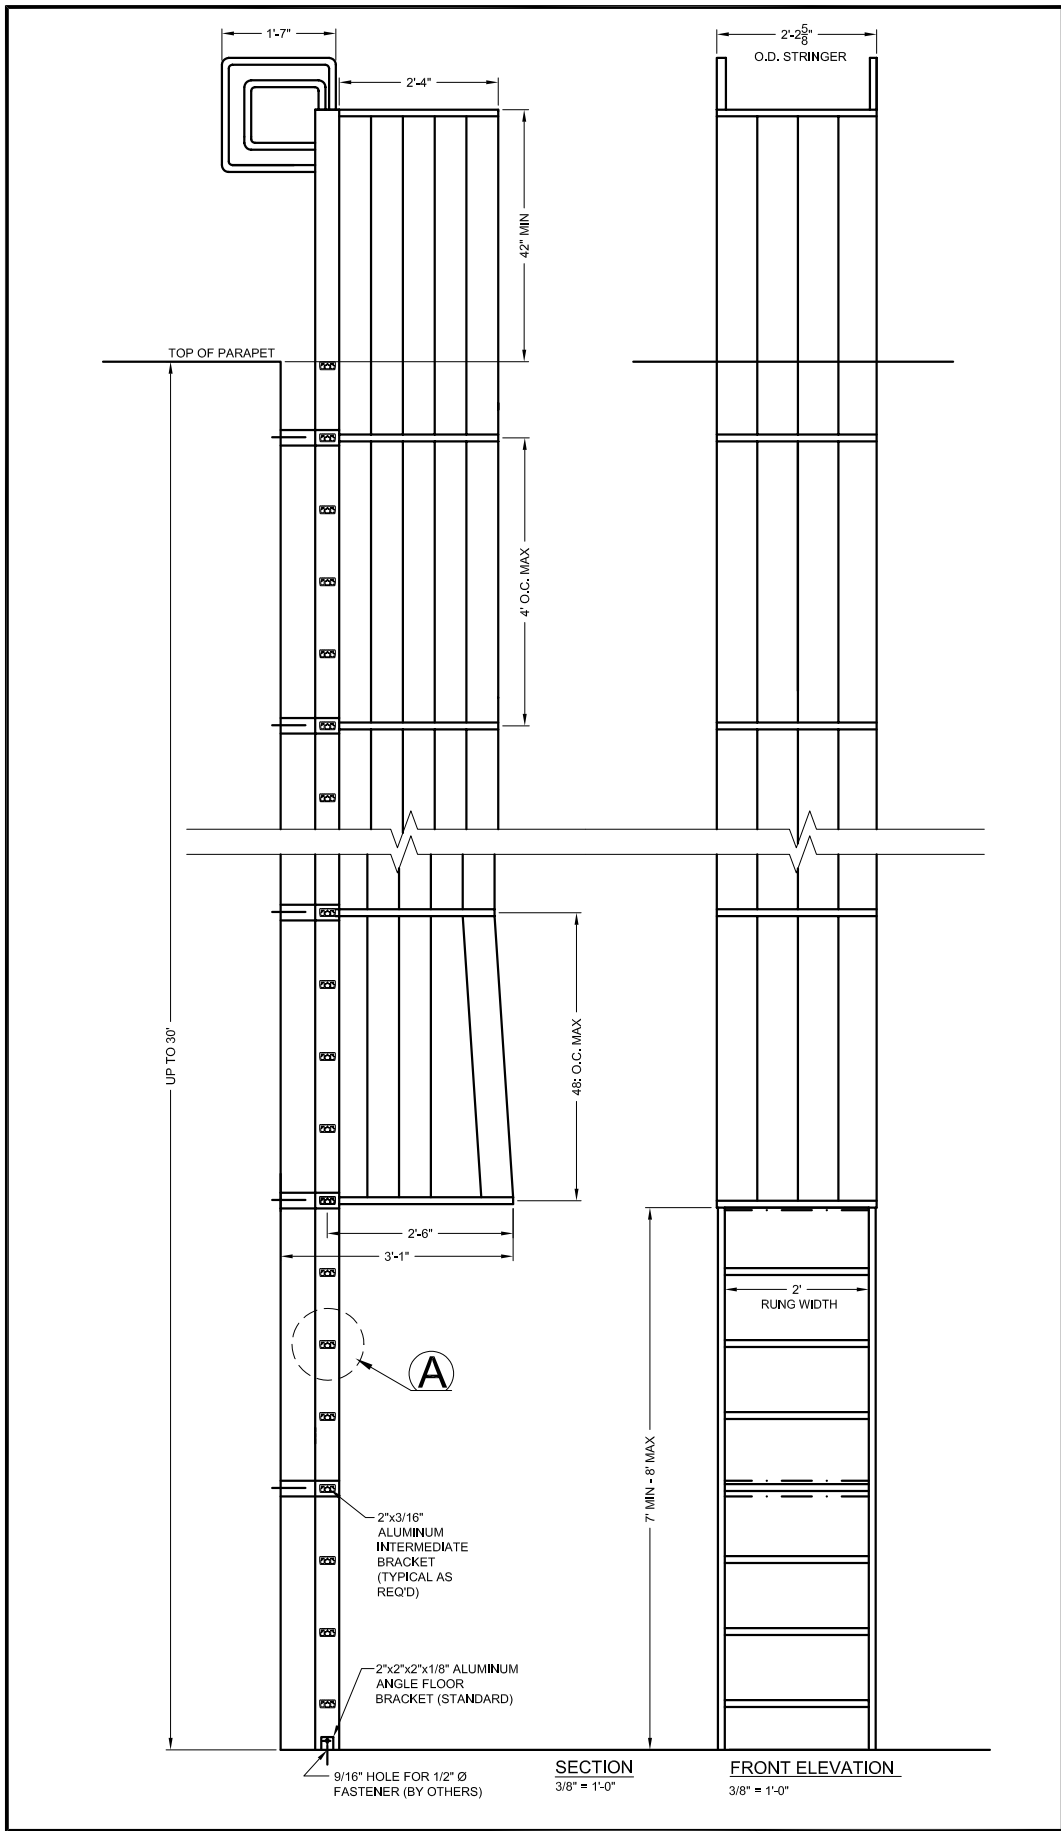 1'-7"
2'-4"
2'-2 5/8
O.D. STRINGER
42" MIN
TOP OF PARAPET
4' O.C. MAX
UP TO 30'
48: O.C. MAX
2'-6"
3'-1"
2'
RUNG WIDTH
A
7' MIN - 8' MAX
2"x3/16"
ALUMINUM
INTERMEDIATE
BRACKET
(TYPICAL AS
REQ'D)
2"x2"x2"x1/8" ALUMINUM
ANGLE FLOOR
BRACKET (STANDARD)
9/16" HOLE FOR 1/2" Ø
FASTENER (BY OTHERS)
SECTION
3/8" = 1'-0"
FRONT ELEVATION
3/8" = 1'-0"